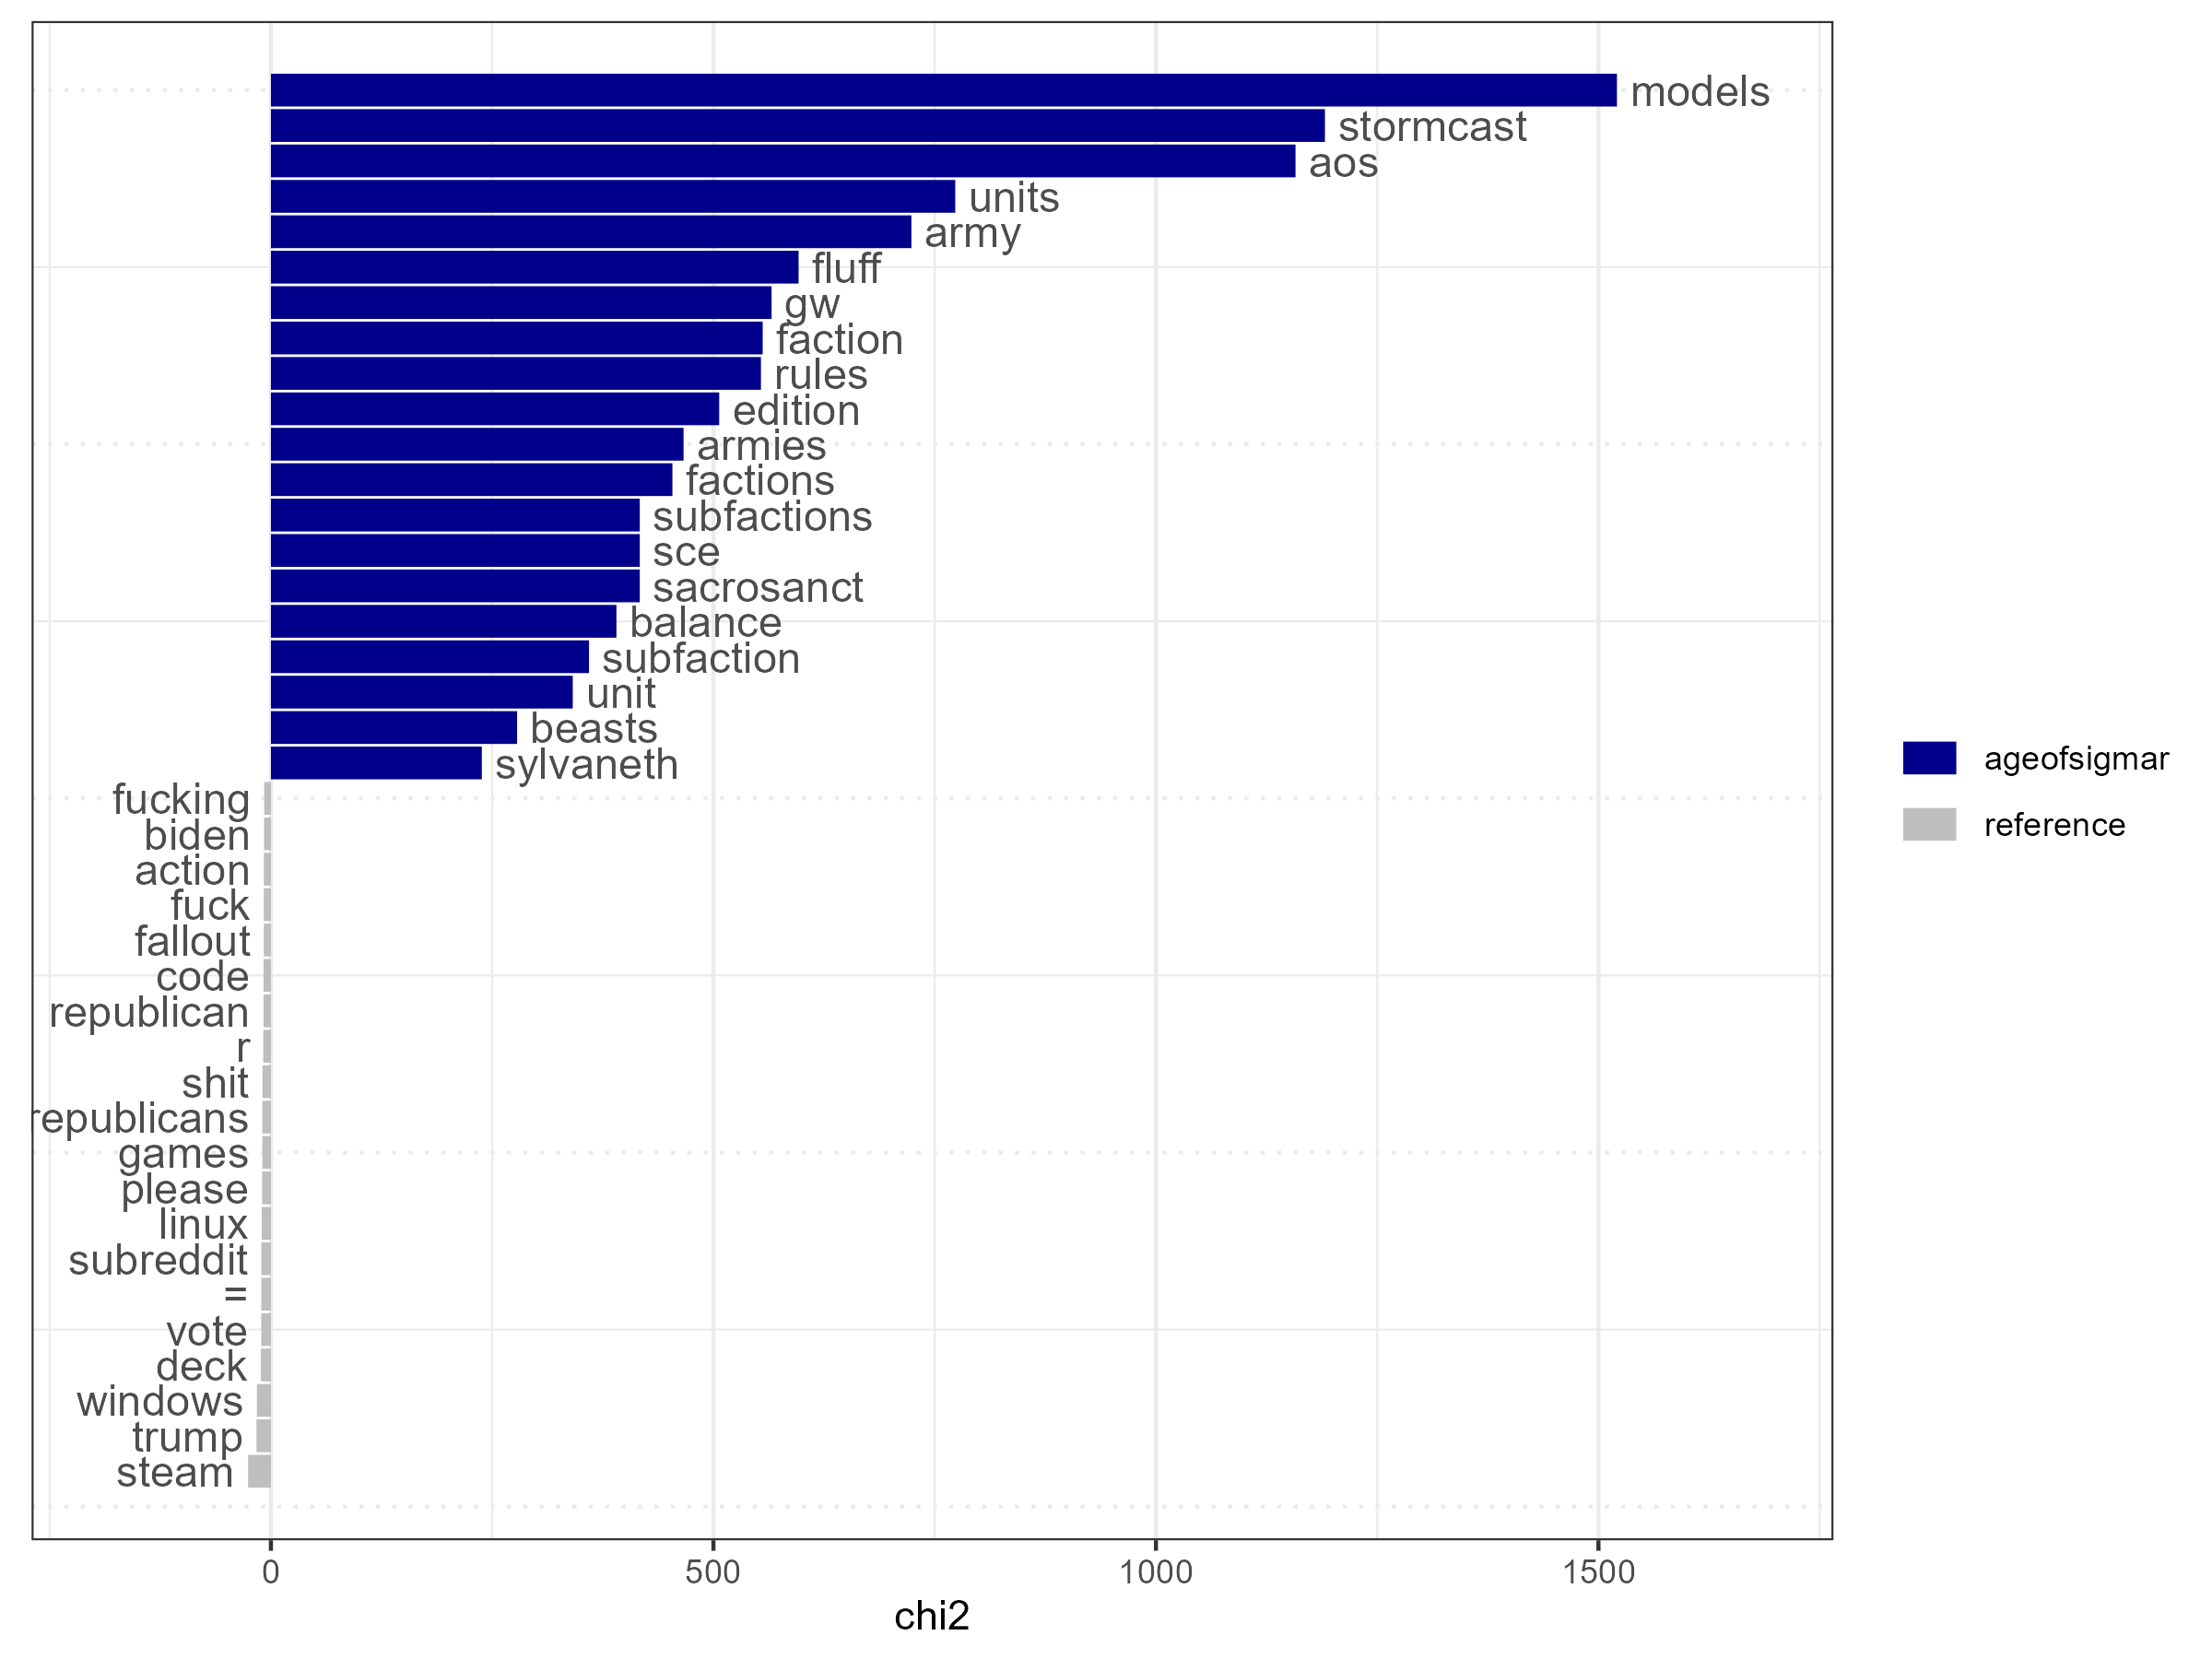 models
stormcast
aos
units
army
fluff
gw
faction
rules
edition
armies
factions
subfactions
sce
sacrosanct
balance
subfaction
unit
beasts
sylvaneth
fucking
biden
action
fuck
fallout
code
republican
r
shit
republicans
games
please
linux
subreddit
=
vote
deck
windows
trump
steam
0 500 1000 1500
chi2
ageofsigmar
reference